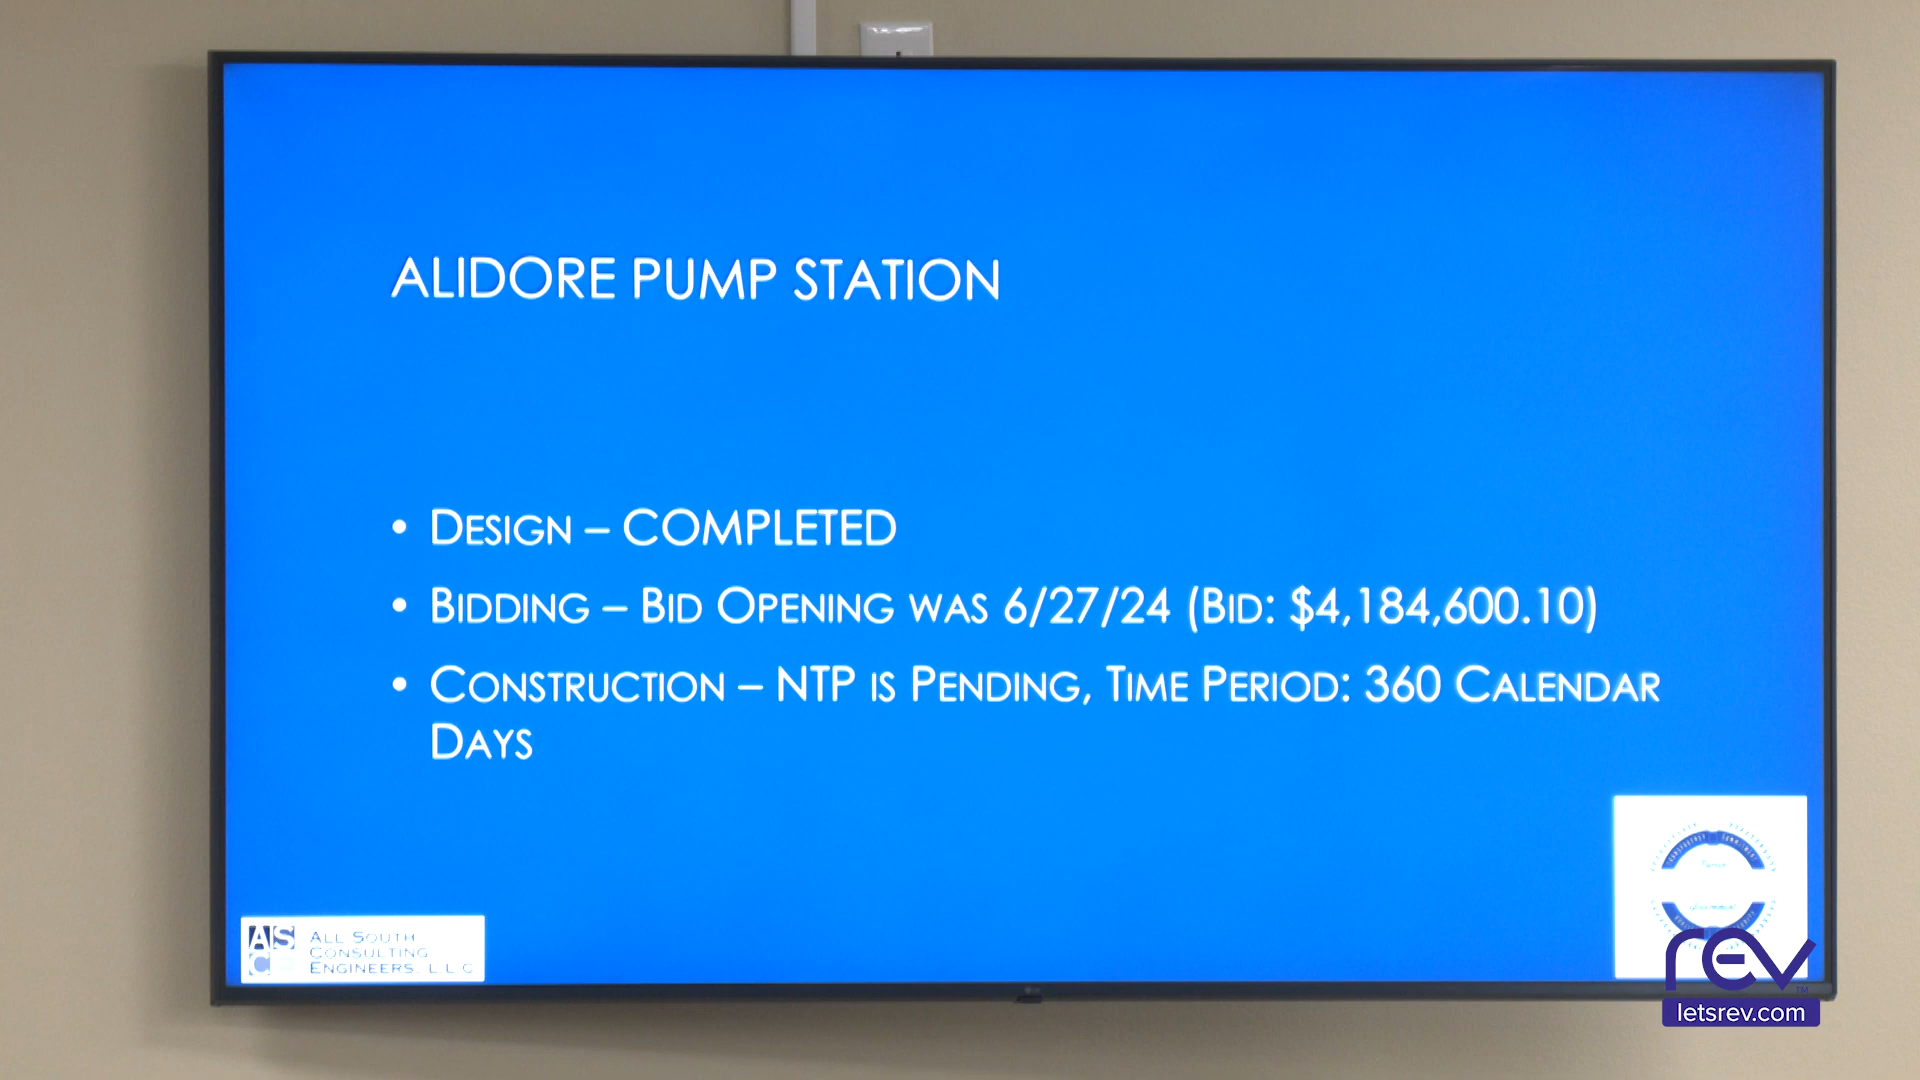 ALIDORE PUMP STATION
• DESIGN – COMPLETED
• BIDDING – BID OPENING WAS 6/27/24 (BID: $4,184,600.10)
• CONSTRUCTION – NTP IS PENDING, TIME PERIOD: 360 CALENDAR
DAYS
AS
C
ALL SOUTH
CONSULTING
ENGINEERS, L.L.C
rev
letsrev.com